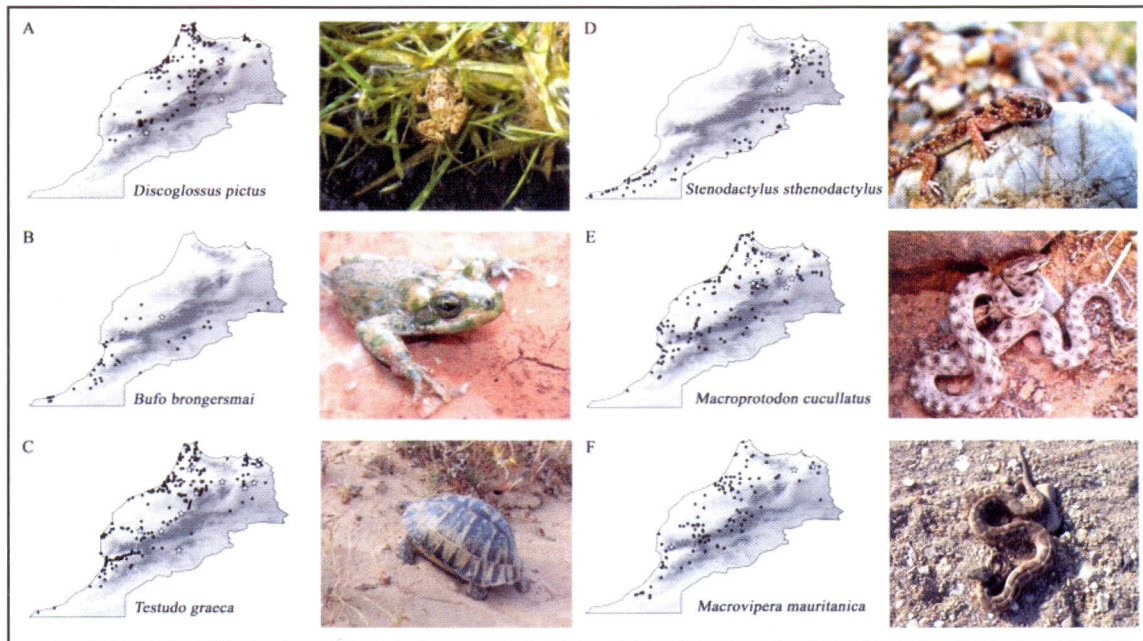 A
Discoglossus pictus
B
Bufo brongersmai
C
Testudo graeca
D
Stenodactylus sthenodactylus
E
Macroprotodon cucullatus
F
Macrovipera mauritanica